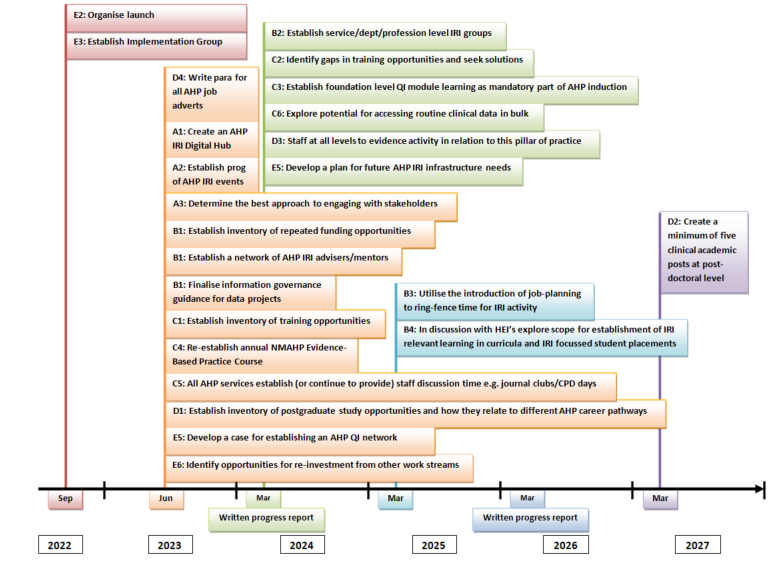 E2: Organise launch
E3: Establish Implementation Group
B2: Establish service/dept/profession level IRI groups
C2: Identify gaps in training opportunities and seek solutions
C3: Establish foundation level QI module learning as mandatory part of AHP induction
C6: Explore potential for accessing routine clinical data in bulk
D3: Staff at all levels to evidence activity in relation to this pillar of practice
E5: Develop a plan for future AHP IRI infrastructure needs
D4: Write para for
all AHP job
adverts
A1: Create an AHP
IRI Digital Hub
A2: Establish prog
of AHP IRI events
A3: Determine the best approach to engaging with stakeholders
B1: Establish inventory of repeated funding opportunities
B1: Establish a network of AHP IRI advisers/mentors
B1: Finalise information governance
guidance for data projects
C1: Establish inventory of training opportunities
C4: Re-establish annual NMAHP Evidence-
Based Practice Course
C5: All AHP services establish (or continue to provide) staff discussion time e.g. journal clubs/CPD days
D1: Establish inventory of postgraduate study opportunities and how they relate to different AHP career pathways
E5: Develop a case for establishing an AHP QI network
E6: Identify opportunities for re-investment from other work streams
B3: Utilise the introduction of job-planning
to ring-fence time for IRI activity
B4: In discussion with HEI's explore scope for establishment of IRI
relevant learning in curricula and IRI focussed student placements
D2: Create a
minimum of five
clinical academic
posts at post-
doctoral level
Sep
Jun
Mar
Mar
Mar
Mar
Written progress report
Written progress report
2022
2023
2024
2025
2026
2027